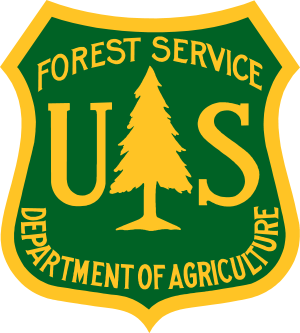 FOREST SERVICE
U S
DEPARTMENT OF AGRICULTURE